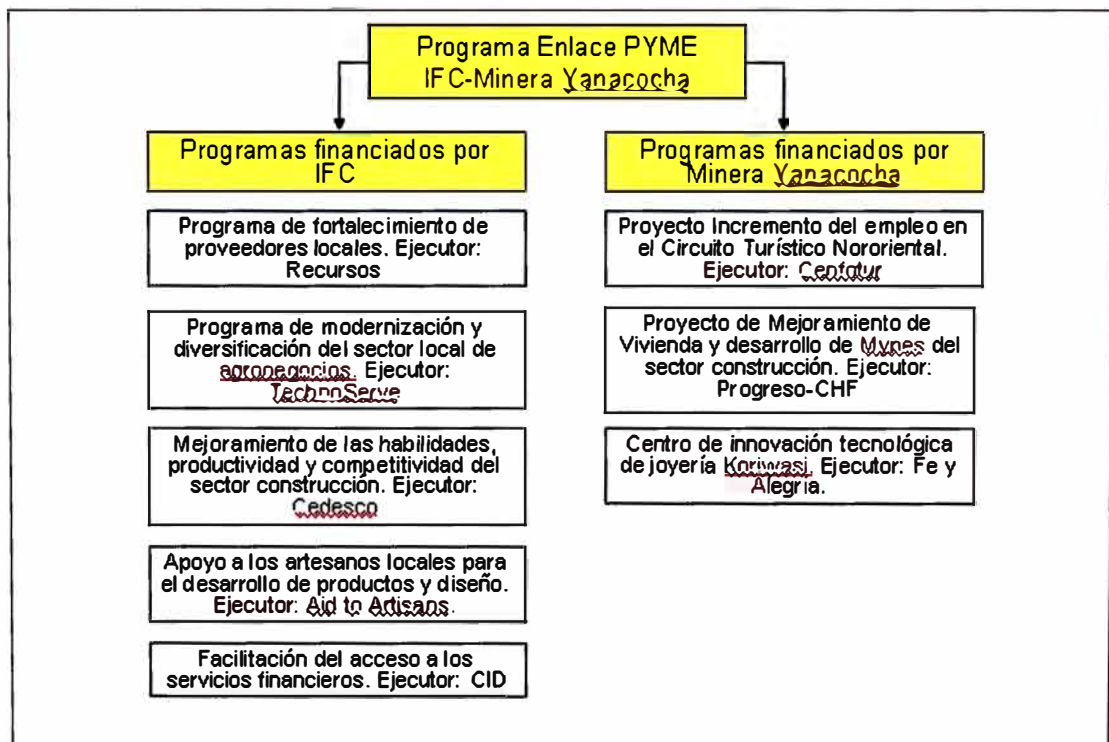 Programa Enlace PYME
IFC-Minera Yanacocha
Programas financiados por
IFC
Programa de fortalecimiento de
proveedores locales. Ejecutor:
Recursos
Programa de modernización y
diversificación del sector local de
agronegocios. Ejecutor:
TechnoServe
Mejoramiento de las habilidades,
productividad y competitividad del
sector construcción. Ejecutor:
Cedesco
Apoyo a los artesanos locales para
el desarrollo de productos y diseño.
Ejecutor: Aid to Artisans.
Facilitación del acceso a los
servicios financieros. Ejecutor: CID
Programas financiados por
Minera Yanacocha
Proyecto Incremento del empleo en
el Circuito Turístico Nororiental.
Ejecutor: Cenfotur
Proyecto de Mejoramiento de
Vivienda y desarrollo de Mypes del
sector construcción. Ejecutor:
Progreso-CHF
Centro de innovación tecnológica
de joyería Koriwasi. Ejecutor: Fe y
Alegría.